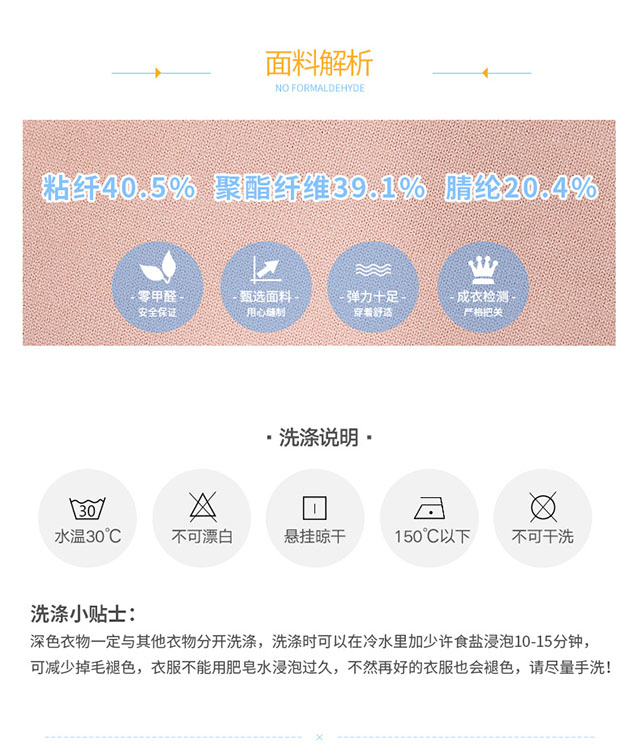 面料解析
NO FORMALDEHYDE
粘纤40.5% 聚酯纤维39.1% 腈纶20.4%
- 零甲醛 - - 甄选面料 - - 弹力十足 - - 成衣检测 -
安全保证 用心缝制 穿着舒适 严格把关
· 洗涤说明 ·
30
水温30℃ 不可漂白 悬挂晾干 150℃以下 不可干洗
洗涤小贴士：
深色衣物一定与其他衣物分开洗涤，洗涤时可以在冷水里加少许食盐浸泡10-15分钟，
可减少掉毛褪色，衣服不能用肥皂水浸泡过久，不然再好的衣服也会褪色，请尽量手洗！